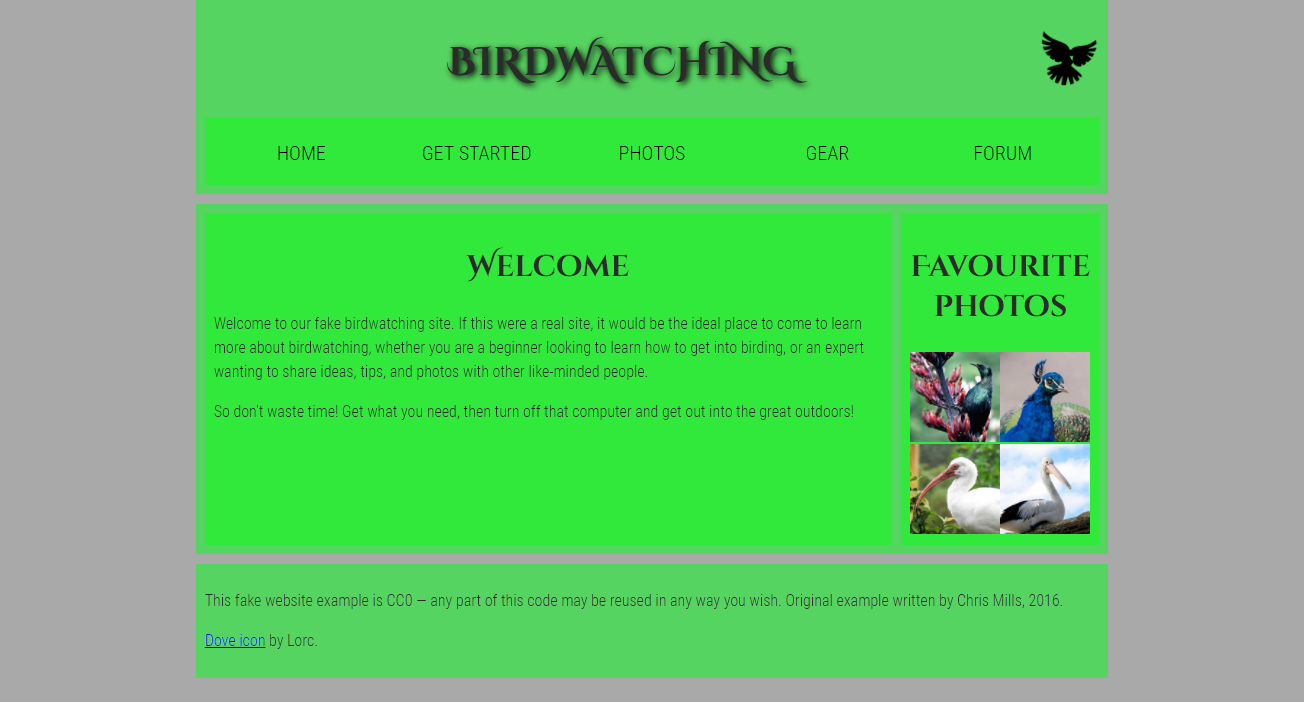 BIRDWATCHING
HOME GET STARTED PHOTOS GEAR FORUM
Welcome
Welcome to our fake birdwatching site. If this were a real site, it would be the ideal place to come to learn
more about birdwatching, whether you are a beginner looking to learn how to get into birding, or an expert
wanting to share ideas, tips, and photos with other like-minded people.
So don't waste time! Get what you need, then turn off that computer and get out into the great outdoors!
Favourite
photos
This fake website example is CC0 — any part of this code may be reused in any way you wish. Original example written by Chris Mills, 2016.
Dove icon by Lorc.